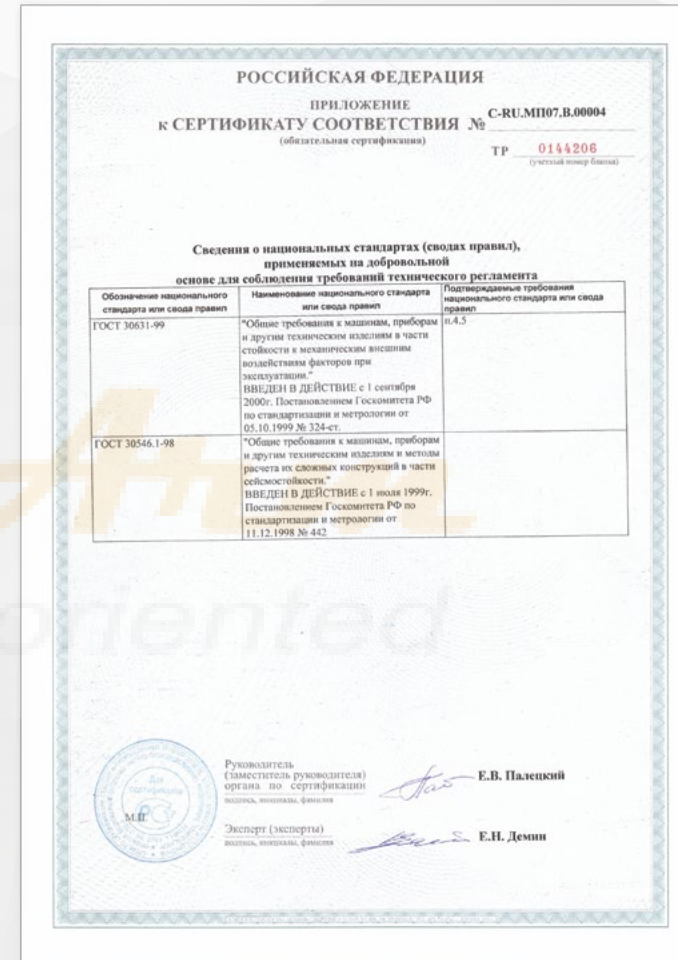 РОССИЙСКАЯ ФЕДЕРАЦИЯ
ПРИЛОЖЕНИЕ
к СЕРТИФИКАТУ СООТВЕТСТВИЯ № C-RU.МП07.В.00004
(обязательная сертификация)
ТР 0144206
(учетный номер бланка)
Сведения о национальных стандартах (сводах правил),
применяемых на добровольной
основе для соблюдения требований технического регламента
Обозначение национального стандарта или свода правил
Наименование национального стандарта или свода правил
Подтверждаемые требования национального стандарта или свода правил
ГОСТ 30631-99
"Общие требования к машинам, приборам
и другим техническим изделиям в части
стойкости к механическим внешним
воздействиям факторов при
эксплуатации."
ВВЕДЕН В ДЕЙСТВИЕ с 1 сентября
2000г. Постановлением Госкомитета РФ
по стандартизации и метрологии от
05.10.1999 № 324-ст.
п.4.5
ГОСТ 30546.1-98
"Общие требования к машинам, приборам
и другим техническим изделиям и методы
расчета их сложных конструкций в части
сейсмостойкости."
ВВЕДЕН В ДЕЙСТВИЕ с 1 июля 1999г.
Постановлением Госкомитета РФ по
стандартизации и метрологии от
11.12.1998 № 442
oriented
Руководитель
(заместитель руководителя)
органа по сертификации
подпись, инициалы, фамилия
Е.В. Палецкий
Для
сертификатов
М.П.
Эксперт (эксперты)
подпись, инициалы, фамилия
Е.Н. Демин